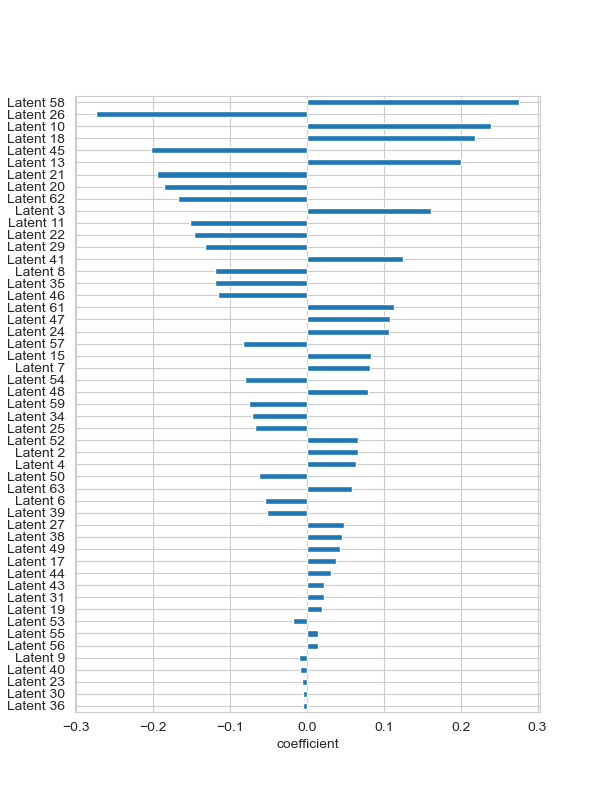 Latent 58
Latent 26
Latent 10
Latent 18
Latent 45
Latent 13
Latent 21
Latent 20
Latent 62
Latent 3
Latent 11
Latent 22
Latent 29
Latent 41
Latent 8
Latent 35
Latent 46
Latent 61
Latent 47
Latent 24
Latent 57
Latent 15
Latent 7
Latent 54
Latent 48
Latent 59
Latent 34
Latent 25
Latent 52
Latent 2
Latent 4
Latent 50
Latent 63
Latent 6
Latent 39
Latent 27
Latent 38
Latent 49
Latent 17
Latent 44
Latent 43
Latent 31
Latent 19
Latent 53
Latent 55
Latent 56
Latent 9
Latent 40
Latent 23
Latent 30
Latent 36
−0.3 −0.2 −0.1 0.0 0.1 0.2 0.3
coefficient